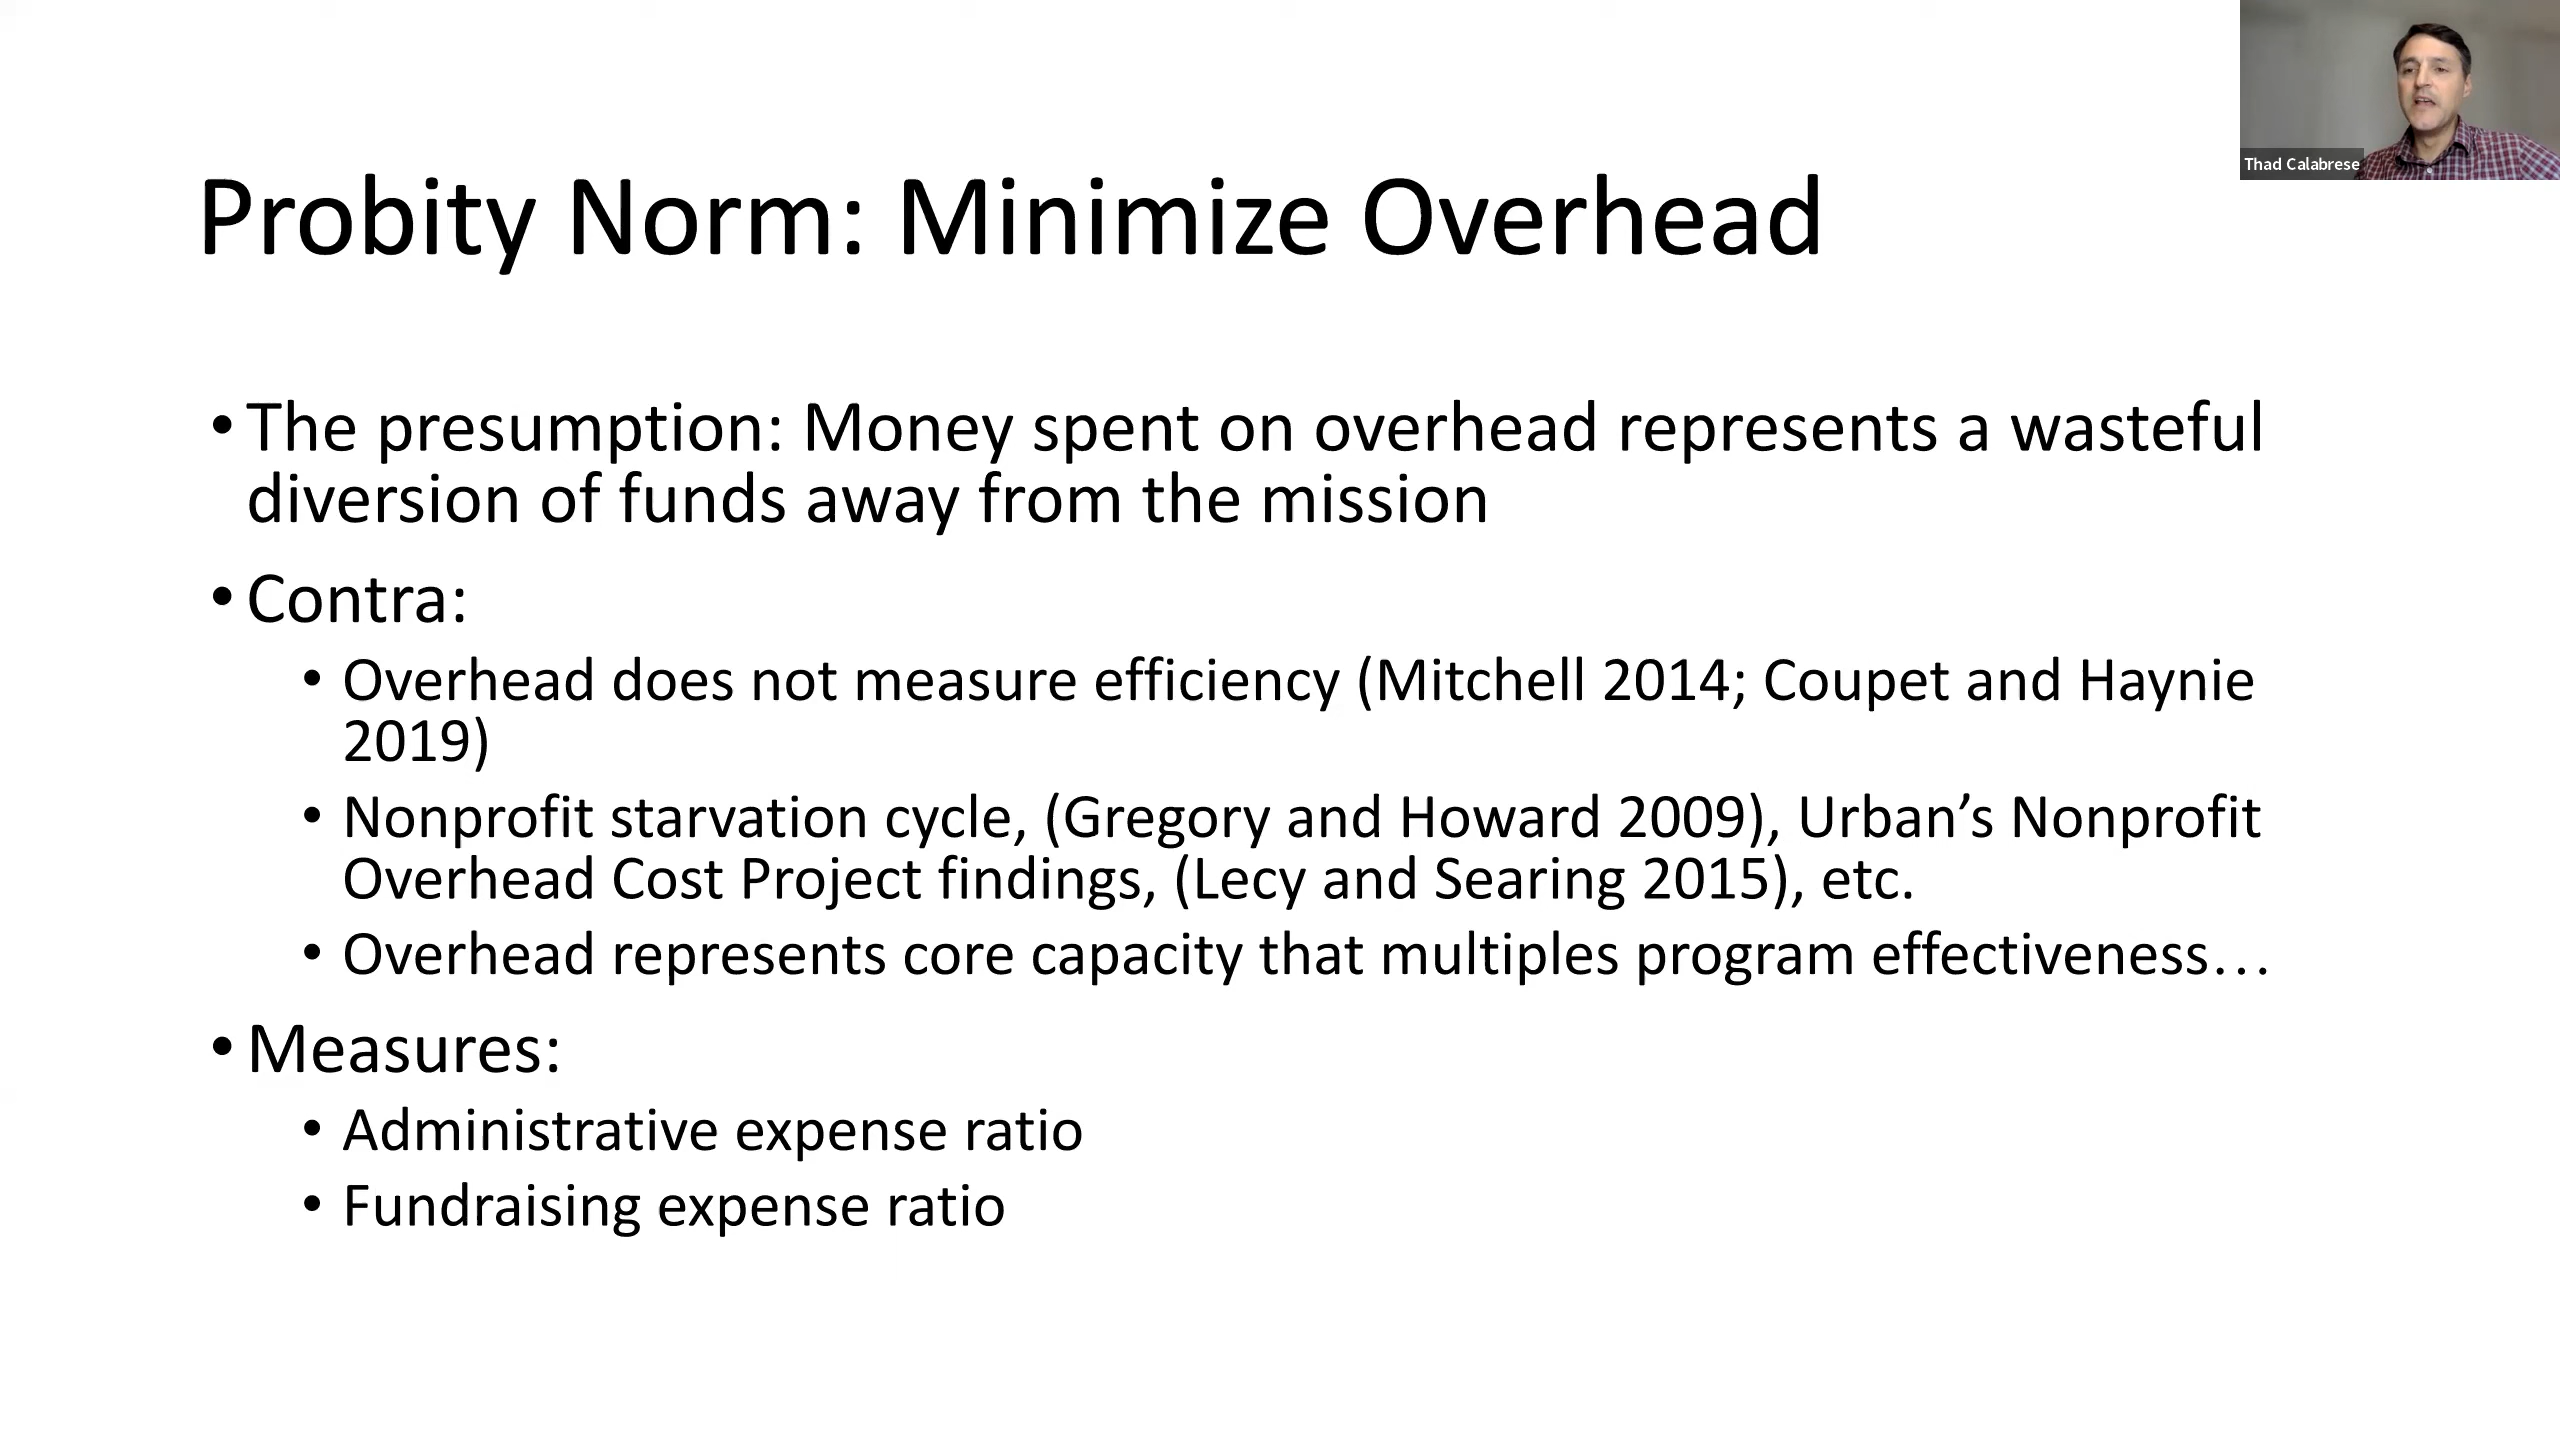 Thad Calabrese
Probity Norm: Minimize Overhead
• The presumption: Money spent on overhead represents a wasteful
diversion of funds away from the mission
• Contra:
• Overhead does not measure efficiency (Mitchell 2014; Coupet and Haynie
2019)
• Nonprofit starvation cycle, (Gregory and Howard 2009), Urban’s Nonprofit
Overhead Cost Project findings, (Lecy and Searing 2015), etc.
• Overhead represents core capacity that multiples program effectiveness…
• Measures:
• Administrative expense ratio
• Fundraising expense ratio